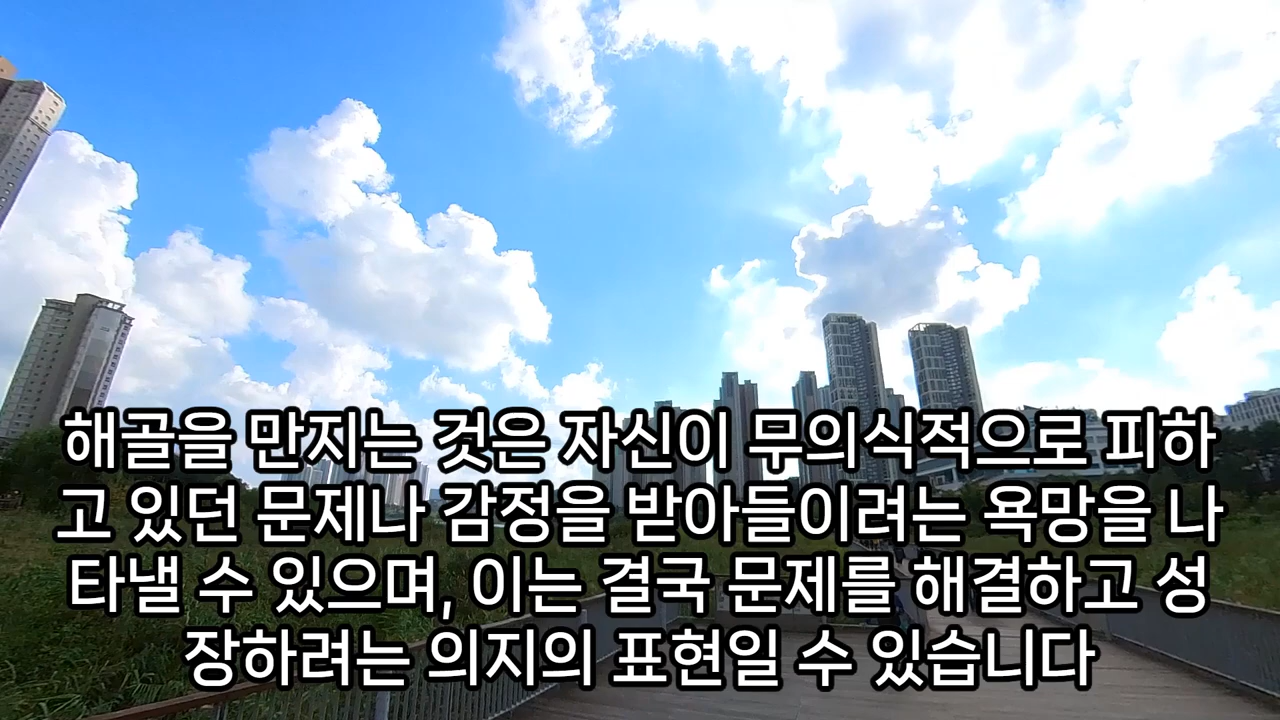 해골을 만지는 것은 자신이 무의식적으로 피하
고 있던 문제나 감정을 받아들이려는 욕망을 나
타낼 수 있으며, 이는 결국 문제를 해결하고 성
장하려는 의지의 표현일 수 있습니다